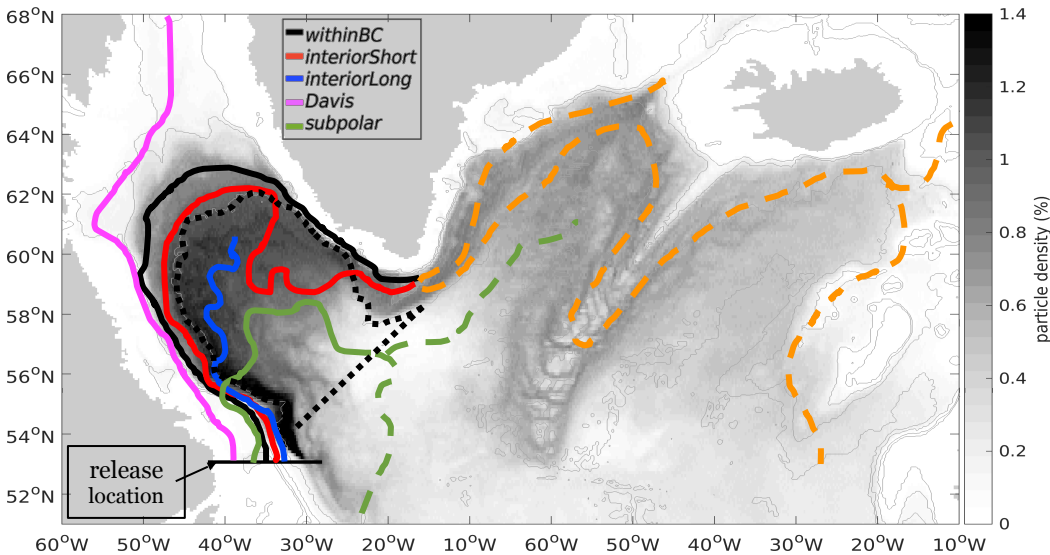 68°N
66°N
64°N
62°N
60°N
58°N
56°N
54°N
52°N
withinBC
interiorShort
interiorLong
Davis
subpolar
release
location
60°W
50°W
40°W
30°W
20°W
10°W
60°W
50°W
40°W
30°W
20°W
10°W
1.4
1.2
1
0.8
0.6
0.4
0.2
0
particle density (%)